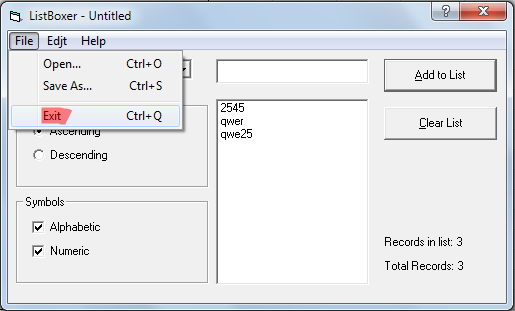 ListBoxer - Untitled
File Edjt Help
Open... Ctrl+O
Save As... Ctrl+S
Exit Ctrl+Q
Add to List
2545
qwer
qwe25
Clear List
Ascending
Descending
Symbols
Alphabetic
Numeric
Records in list: 3
Total Records: 3